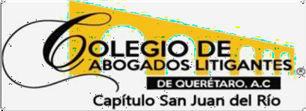 COLEGIO DE
ABOGADOS LITIGANTES
®
DE QUERÉTARO, A.C
Capítulo San Juan del Río